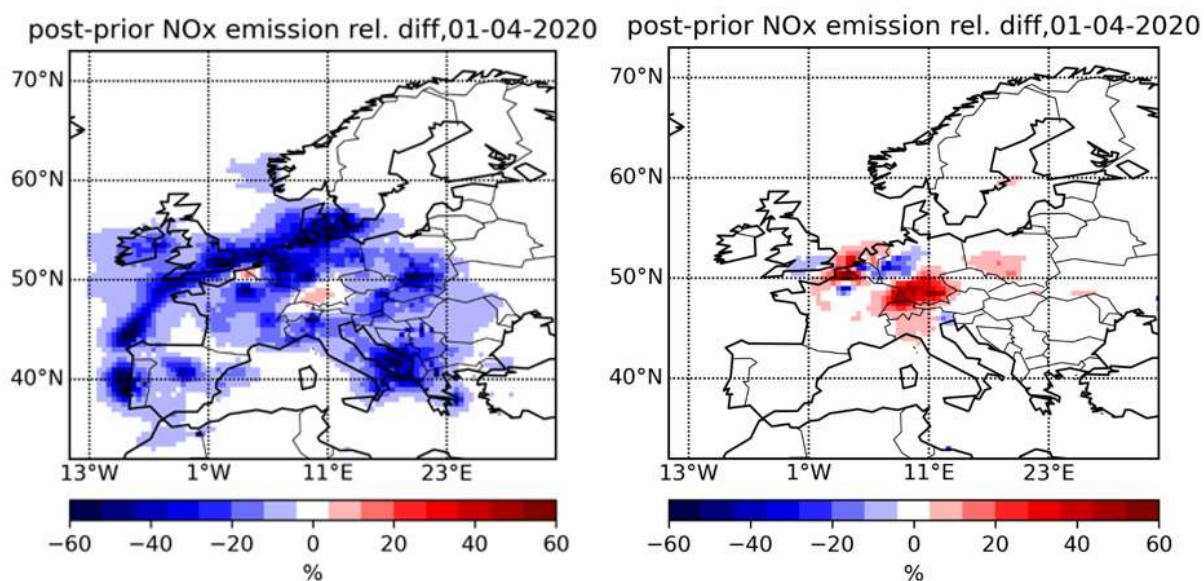 post-prior NOx emission rel. diff,01-04-2020
70°N
60°N
50°N
40°N
13°W 1°W 11°E 23°E
−60 −40 −20 0 20 40 60
%
post-prior NOx emission rel. diff,01-04-2020
70°N
60°N
50°N
40°N
13°W 1°W 11°E 23°E
−60 −40 −20 0 20 40 60
%